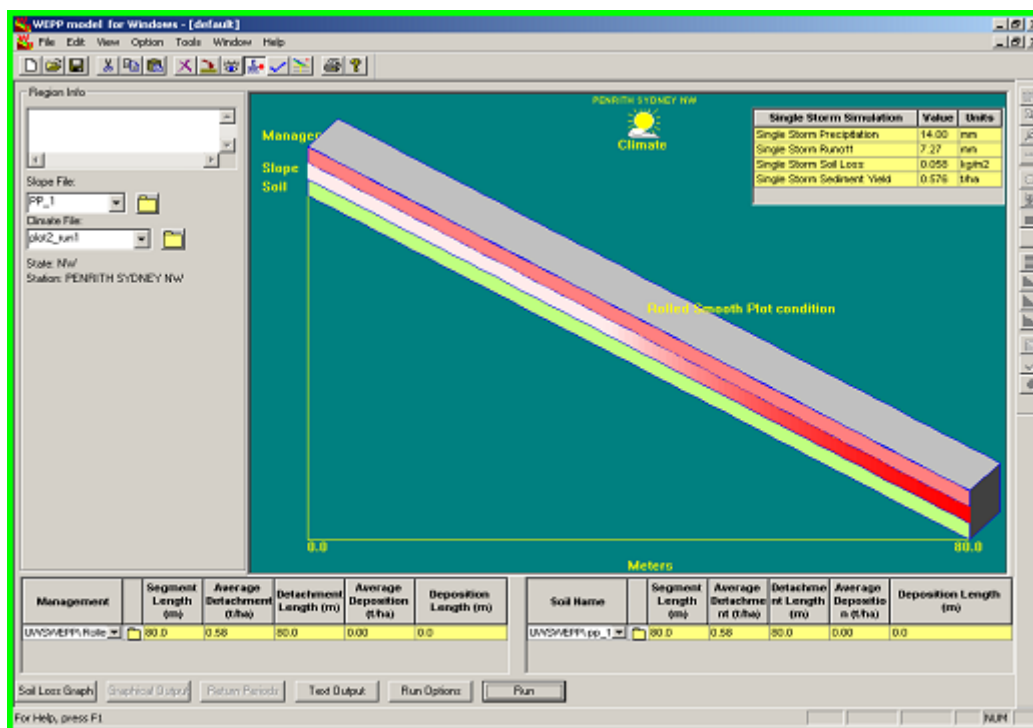 WEPP model for Windows - [default]
File Edit View Option Tools Window Help
Region Info
Slope File:
PP_1
Climate File:
plot2_run1
State: NW
Station: PENRITH SYDNEY NW
PENRITH SYDNEY NW
Climate
Manage
Slope
Soil
Single Storm Simulation Value Units
Single Storm Precipitation 14.00 mm
Single Storm Runoff 7.27 mm
Single Storm Soil Loss 0.058 kg/m2
Single Storm Sediment Yield 0.576 t/ha
Rolled Smooth Plot condition
0.0 80.0
Meters
Management Segment Length (m) Average Detachment (t/ha) Detachment Length (m) Average Deposition (t/ha) Deposition Length (m)
UWSWEPP\Rolle 80.0 0.58 80.0 0.00 0.0
Soil Name Segment Length (m) Average Detachme nt (t/ha) Detachme nt Length (m) Average Depositio n (t/ha) Deposition Length (m)
UWSWEPP\pp_1 80.0 0.58 80.0 0.00 0.0
Soil Loss Graph Graphical Output Return Periods Text Output Run Options Run
For Help, press F1 NUM